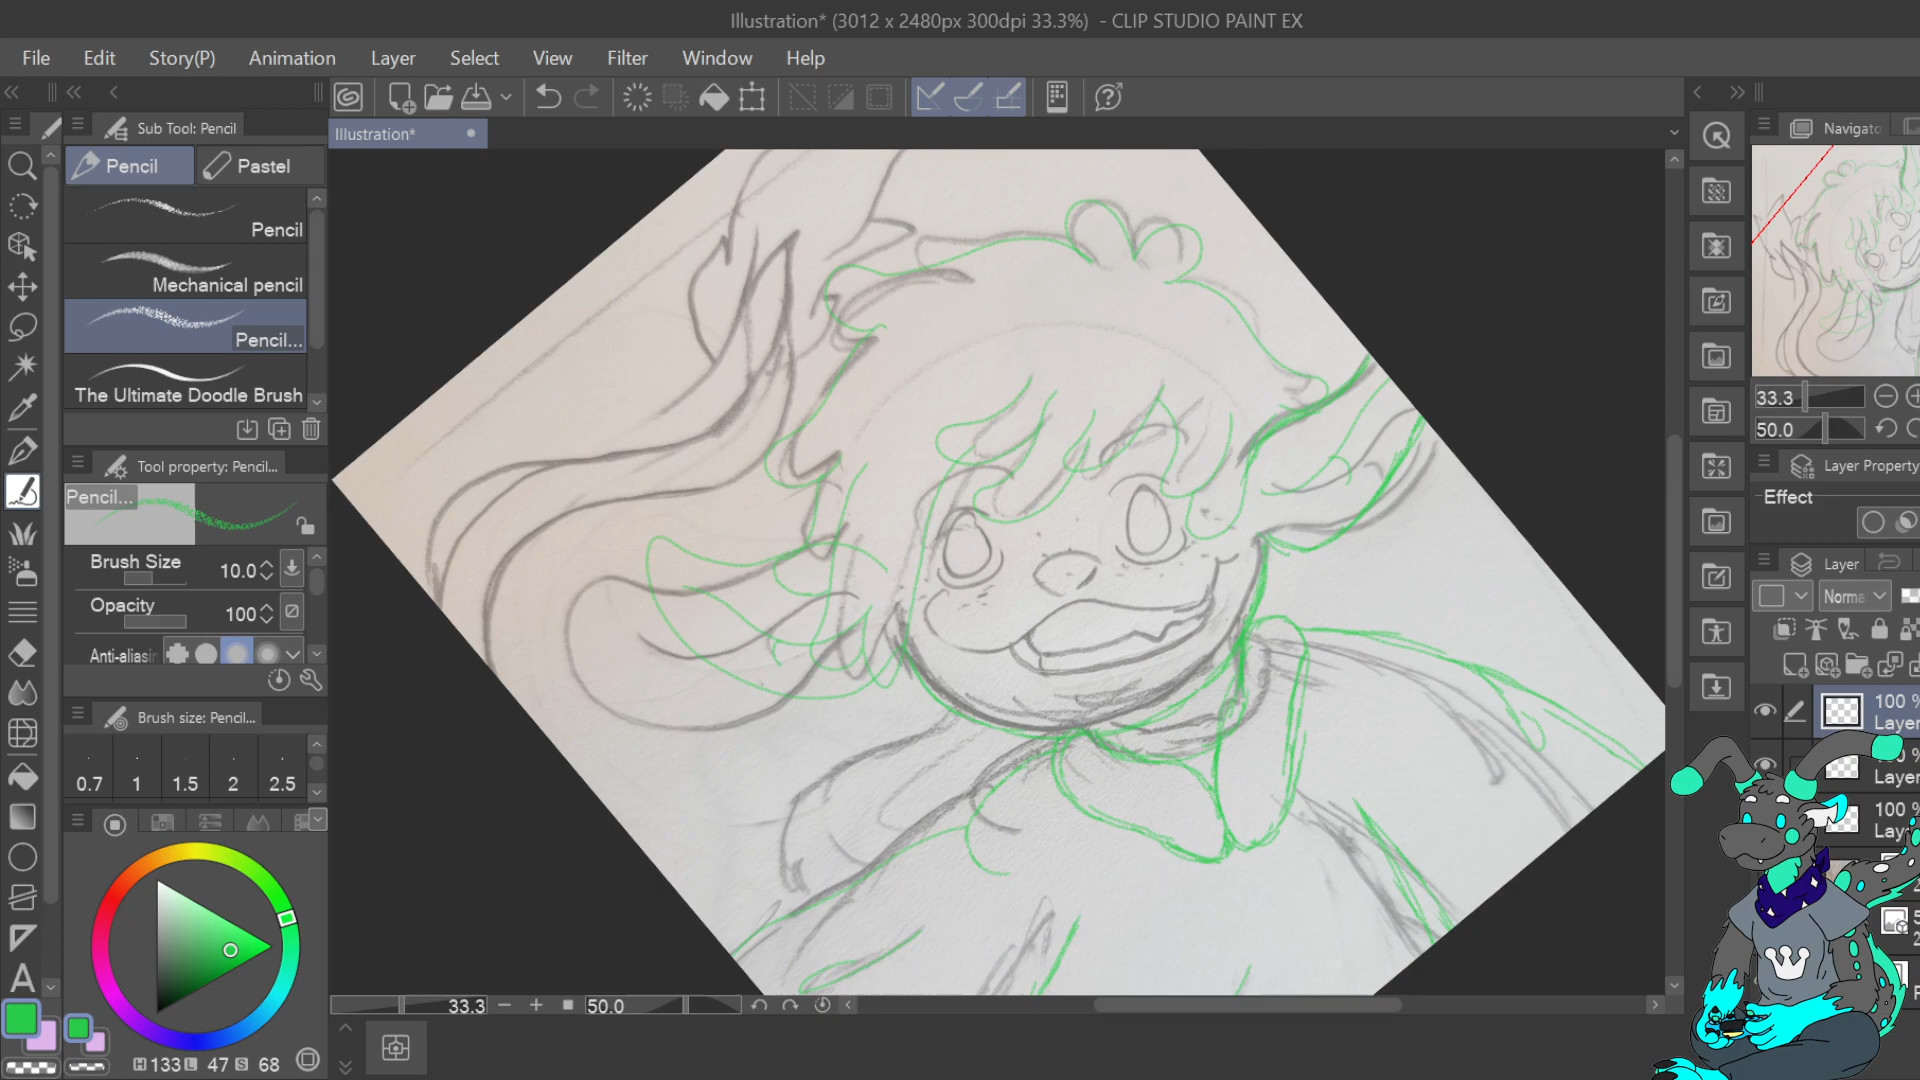 Illustration* (3012 x 2480px 300dpi 33.3%) - CLIP STUDIO PAINT EX
File Edit Story(P) Animation Layer Select View Filter Window Help
Sub Tool: Pencil
Illustration*
Navigato
Pencil Pastel
Pencil
Mechanical pencil
Pencil...
The Ultimate Doodle Brush
33.3
50.0
Tool property: Pencil...
Layer Property
Pencil...
Effect
Brush Size 10.0
Layer
Opacity 100
Norma
Anti-aliasin
100 %
Layer
Brush size: Pencil...
Layer
0.7 1 1.5 2 2.5
100 %
Lay
A
33.3 50.0
H 133 L 47 S 68